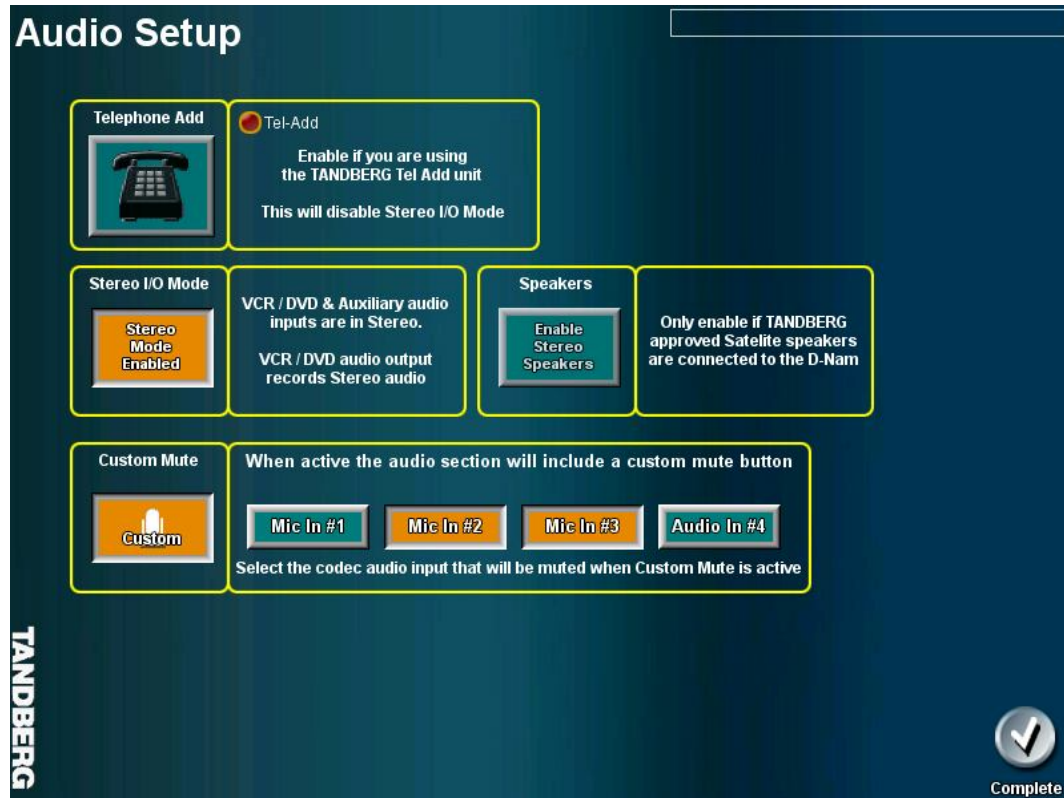 Audio Setup
Telephone Add
Tel-Add
Enable if you are using
the TANDBERG Tel Add unit
This will disable Stereo I/O Mode
Stereo I/O Mode
Stereo
Mode
Enabled
VCR / DVD & Auxiliary audio
inputs are in Stereo.
VCR / DVD audio output
records Stereo audio
Speakers
Enable
Stereo
Speakers
Only enable if TANDBERG
approved Satelite speakers
are connected to the D-Nam
Custom Mute
Custom
When active the audio section will include a custom mute button
Mic In #1 Mic In #2 Mic In #3 Audio In #4
Select the codec audio input that will be muted when Custom Mute is active
TANDBERG
Complete